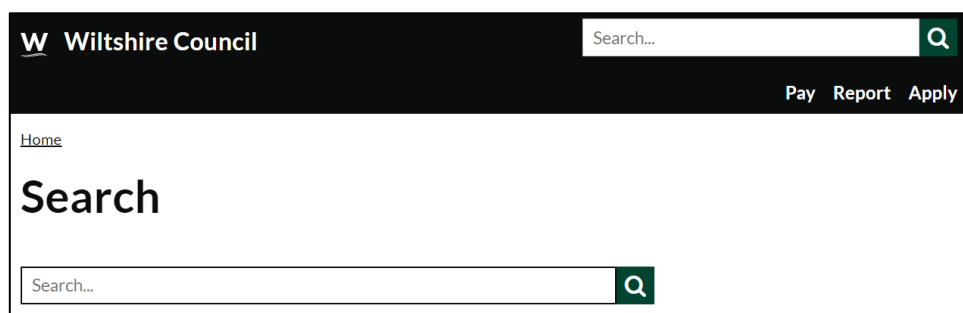 W Wiltshire Council
Search...
Pay Report Apply
Home
Search
Search...